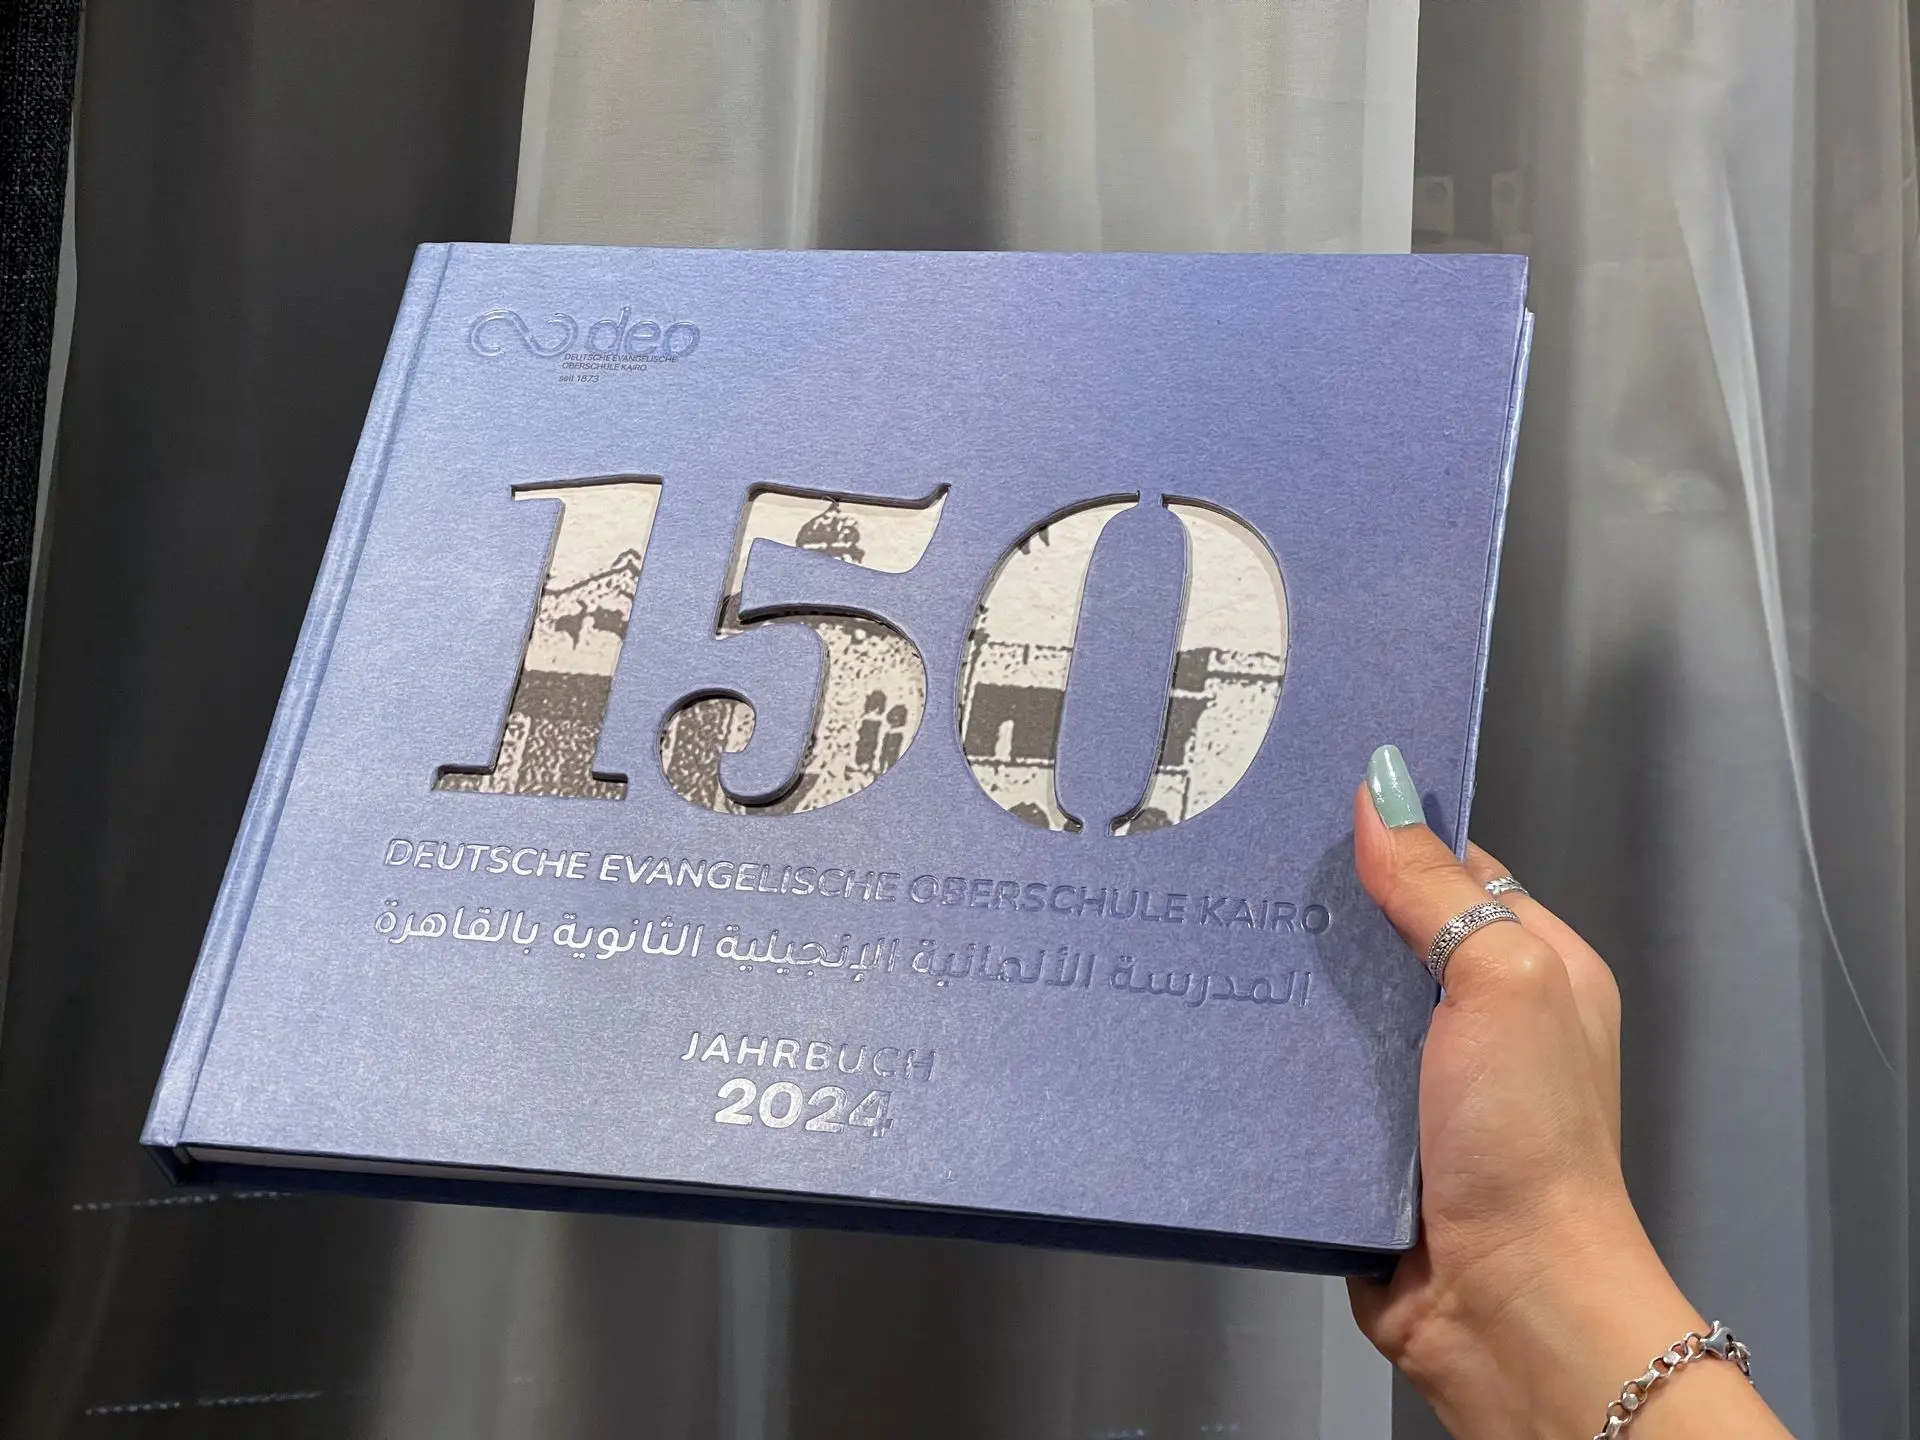 deo
DEUTSCHE EVANGELISCHE
OBERSCHULE KAIRO
seit 1873
150
DEUTSCHE EVANGELISCHE OBERSCHULE KAIRO
المدرسة الألمانية الإنجيلية الثانوية بالقاهرة
JAHRBUCH
2024